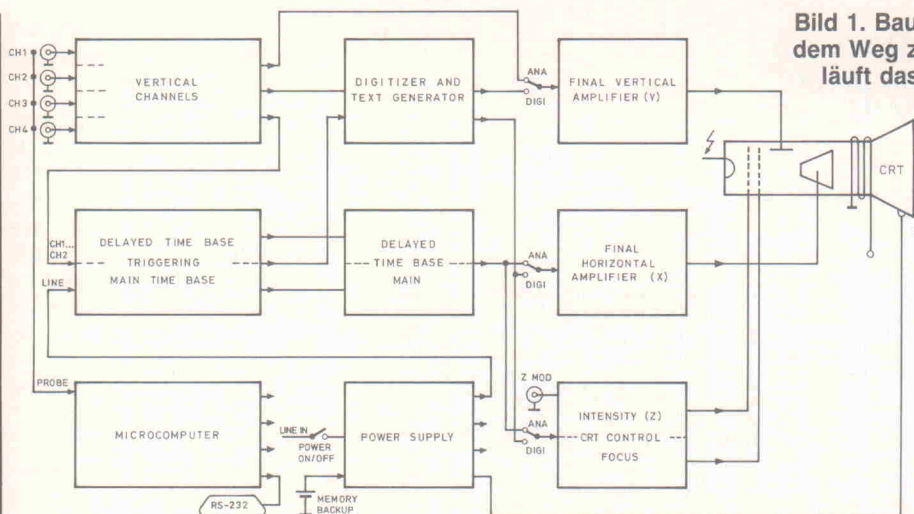 Bild 1. Bau
dem Weg z
läuft das
CH1
CH2
CH3
CH4
VERTICAL
CHANNELS
DIGITIZER AND
TEXT GENERATOR
ANA
DIGI
FINAL VERTICAL
AMPLIFIER (Y)
CRT
CH1...
CH2
LINE
DELAYED TIME BASE
TRIGGERING
MAIN TIME BASE
DELAYED
TIME BASE
MAIN
ANA
DIGI
FINAL
HORIZONTAL
AMPLIFIER (X)
PROBE
MICROCOMPUTER
RS-232
LINE IN
POWER
ON/OFF
MEMORY
BACKUP
POWER SUPPLY
Z MOD
ANA
DIGI
INTENSITY (Z)
CRT CONTROL
FOCUS